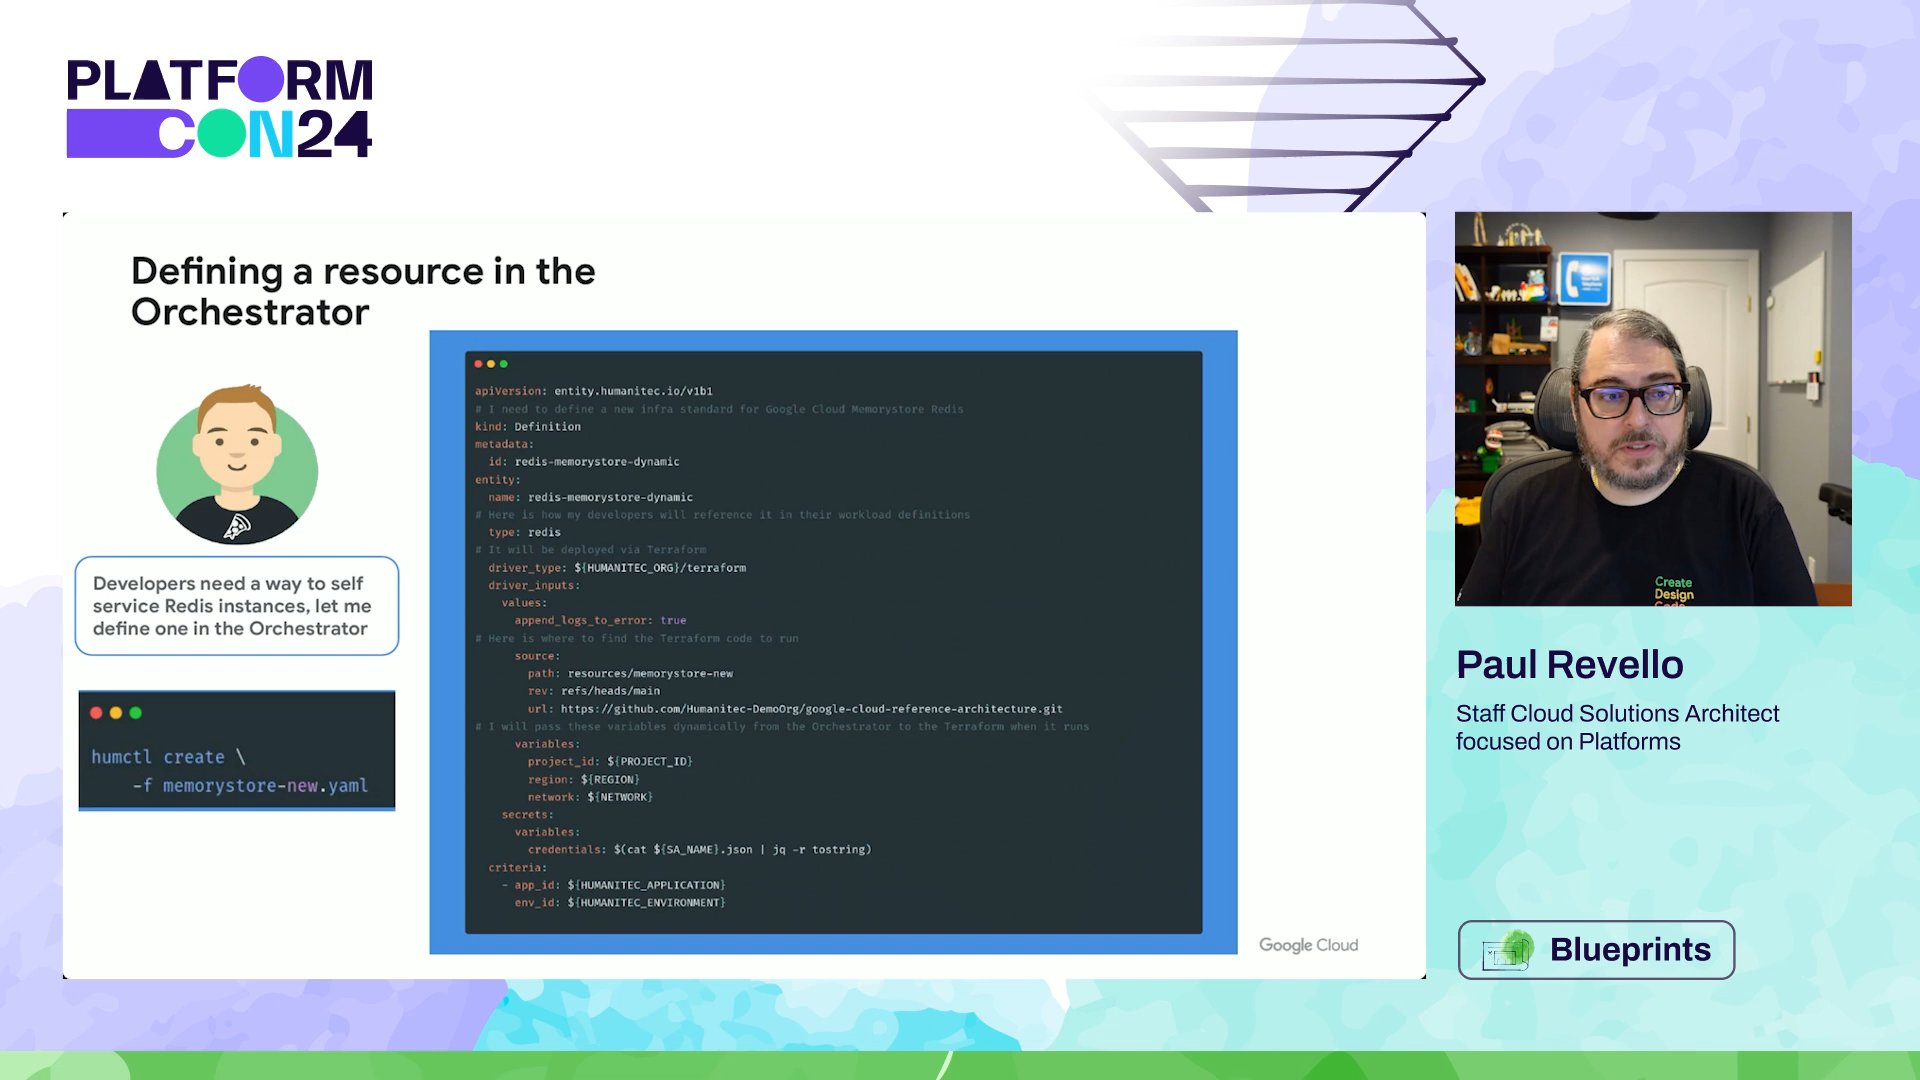 PLATFORM
CON24
Defining a resource in the
Orchestrator
Developers need a way to self
service Redis instances, let me
define one in the Orchestrator
humctl create \
-f memorystore-new.yaml
apiVersion: entity.humanitec.io/v1b1
# I need to define a new infra standard for Google Cloud Memorystore Redis
kind: Definition
metadata:
id: redis-memorystore-dynamic
entity:
name: redis-memorystore-dynamic
# Here is how my developers will reference it in their workload definitions
type: redis
# It will be deployed via Terraform
driver_type: ${HUMANITEC_ORG}/terraform
driver_inputs:
values:
append_logs_to_error: true
# Here is where to find the Terraform code to run
source:
path: resources/memorystore-new
rev: refs/heads/main
url: https://github.com/Humanitec-DemoOrg/google-cloud-reference-architecture.git
# I will pass these variables dynamically from the Orchestrator to the Terraform when it runs
variables:
project_id: ${PROJECT_ID}
region: ${REGION}
network: ${NETWORK}
secrets:
variables:
credentials: $(cat ${SA_NAME}.json | jq -r tostring)
criteria:
- app_id: ${HUMANITEC_APPLICATION}
env_id: ${HUMANITEC_ENVIRONMENT}
Google Cloud
Create
Design
Code
Paul Revello
Staff Cloud Solutions Architect
focused on Platforms
Blueprints